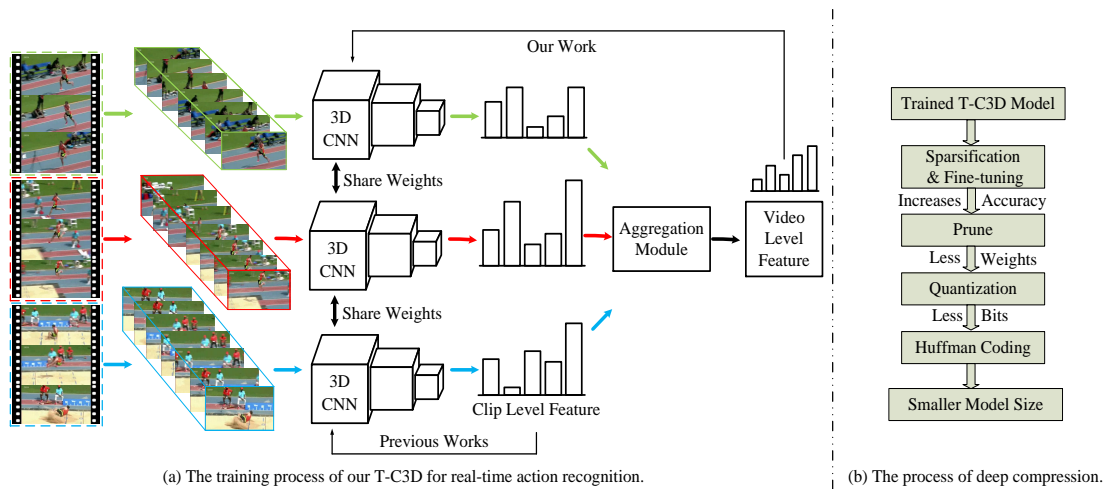 Our Work
3D
CNN
Share Weights
3D
CNN
Share Weights
3D
CNN
Clip Level Feature
Previous Works
Aggregation
Module
Video
Level
Feature
(a) The training process of our T-C3D for real-time action recognition.
Trained T-C3D Model
Sparsification
& Fine-tuning
Increases Accuracy
Prune
Less Weights
Quantization
Less Bits
Huffman Coding
Smaller Model Size
(b) The process of deep compression.